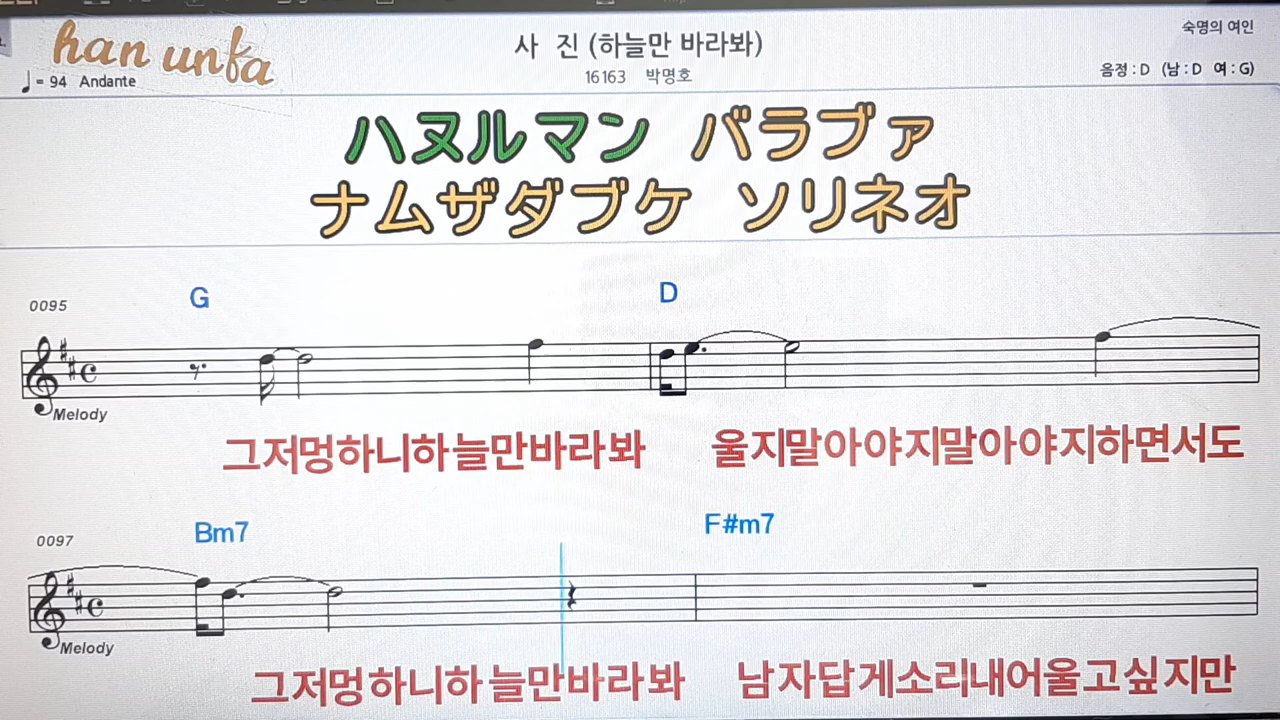 han unfa
사 진 (하늘만 바라봐)
숙명의 여인
♩= 94 Andante
16163 박명호
음정 : D (남 : D 여 : G)
ハヌルマン バラブァ
ナムザダブケ ソリネオ
0095
G D
Melody
그저멍하니하늘만바라봐 울지말아야지말아야지하면서도
0097
Bm7 F#m7
Melody
그저멍하니하늘만바라봐 남자답게소리내어울고싶지만